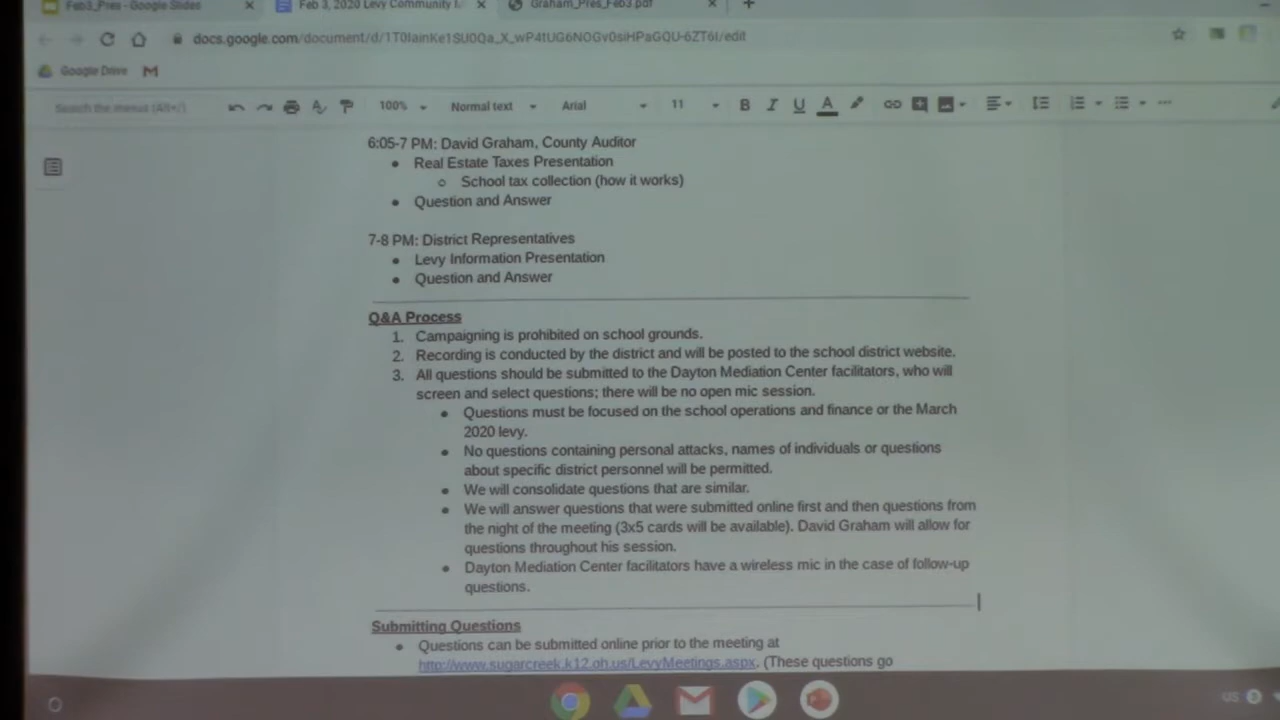 Feb3_Pres - Google Slides
Feb 3, 2020 Levy Community
Graham_Pres_Feb3.pdf
Google Drive
Search the menus (Alt+/)
100%
Normal text
Arial
11
B I U A
6:05-7 PM: David Graham, County Auditor
● Real Estate Taxes Presentation
○ School tax collection (how it works)
● Question and Answer
7-8 PM: District Representatives
● Levy Information Presentation
● Question and Answer
Q&A Process
1. Campaigning is prohibited on school grounds.
2. Recording is conducted by the district and will be posted to the school district website.
3. All questions should be submitted to the Dayton Mediation Center facilitators, who will
screen and select questions; there will be no open mic session.
● Questions must be focused on the school operations and finance or the March
2020 levy.
● No questions containing personal attacks, names of individuals or questions
about specific district personnel will be permitted.
● We will consolidate questions that are similar.
● We will answer questions that were submitted online first and then questions from
the night of the meeting (3x5 cards will be available). David Graham will allow for
questions throughout his session.
● Dayton Mediation Center facilitators have a wireless mic in the case of follow-up
questions.
Submitting Questions
● Questions can be submitted online prior to the meeting at
http://www.sugarcreek.k12.oh.us/LevyMeetings.aspx. (These questions go
US